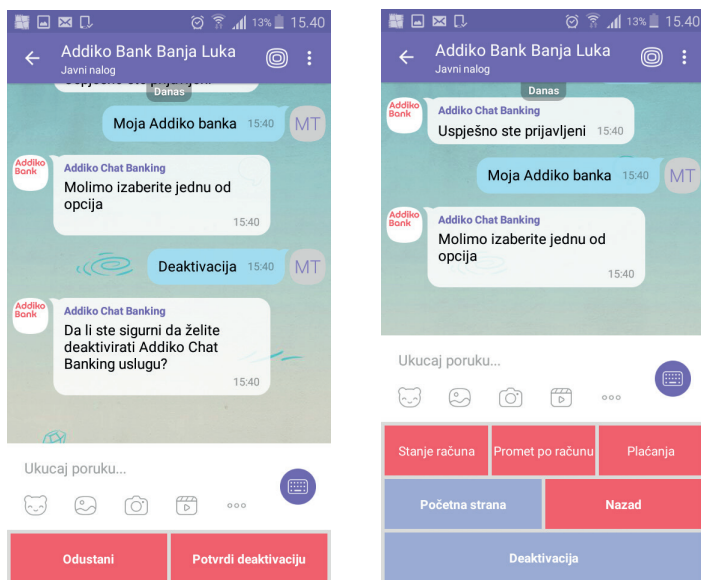 13% 15.40
Addiko Bank Banja Luka
Javni nalog
Danas
Moja Addiko banka 15:40 MT
Addiko Bank
Addiko Chat Banking
Molimo izaberite jednu od
opcija
15:40
Deaktivacija 15:40 MT
Addiko Bank
Addiko Chat Banking
Da li ste sigurni da želite
deaktivirati Addiko Chat
Banking uslugu?
15:40
Ukucaj poruku...
Odustani
Potvrdi deaktivaciju
13% 15.40
Addiko Bank Banja Luka
Javni nalog
Danas
Addiko Bank
Addiko Chat Banking
Uspješno ste prijavljeni 15:40
Moja Addiko banka 15:40 MT
Addiko Bank
Addiko Chat Banking
Molimo izaberite jednu od
opcija
15:40
Ukucaj poruku...
Stanje računa
Promet po računu
Plaćanja
Početna strana
Nazad
Deaktivacija